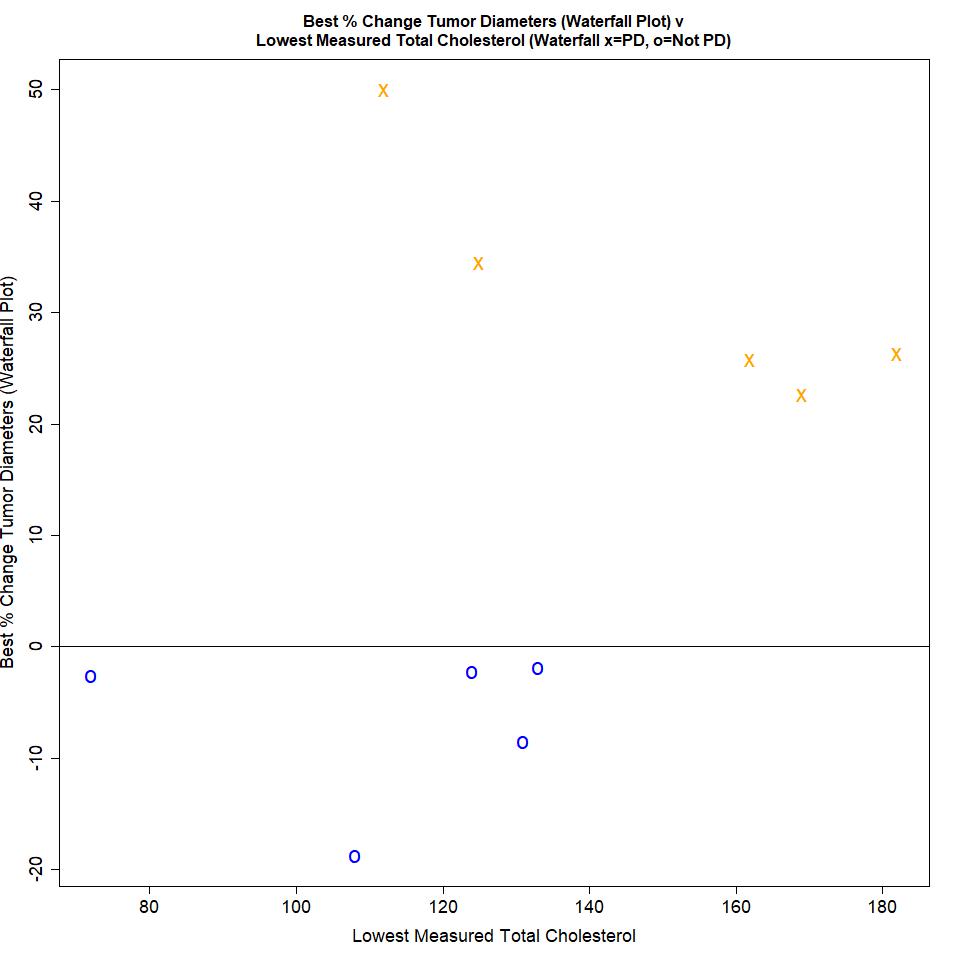 Best % Change Tumor Diameters (Waterfall Plot) v
Lowest Measured Total Cholesterol (Waterfall x=PD, o=Not PD)
Best % Change Tumor Diameters (Waterfall Plot)
50
40
30
20
10
0
-10
-20
X
X
X
X
X
O
O
O
O
O
80 100 120 140 160 180
Lowest Measured Total Cholesterol